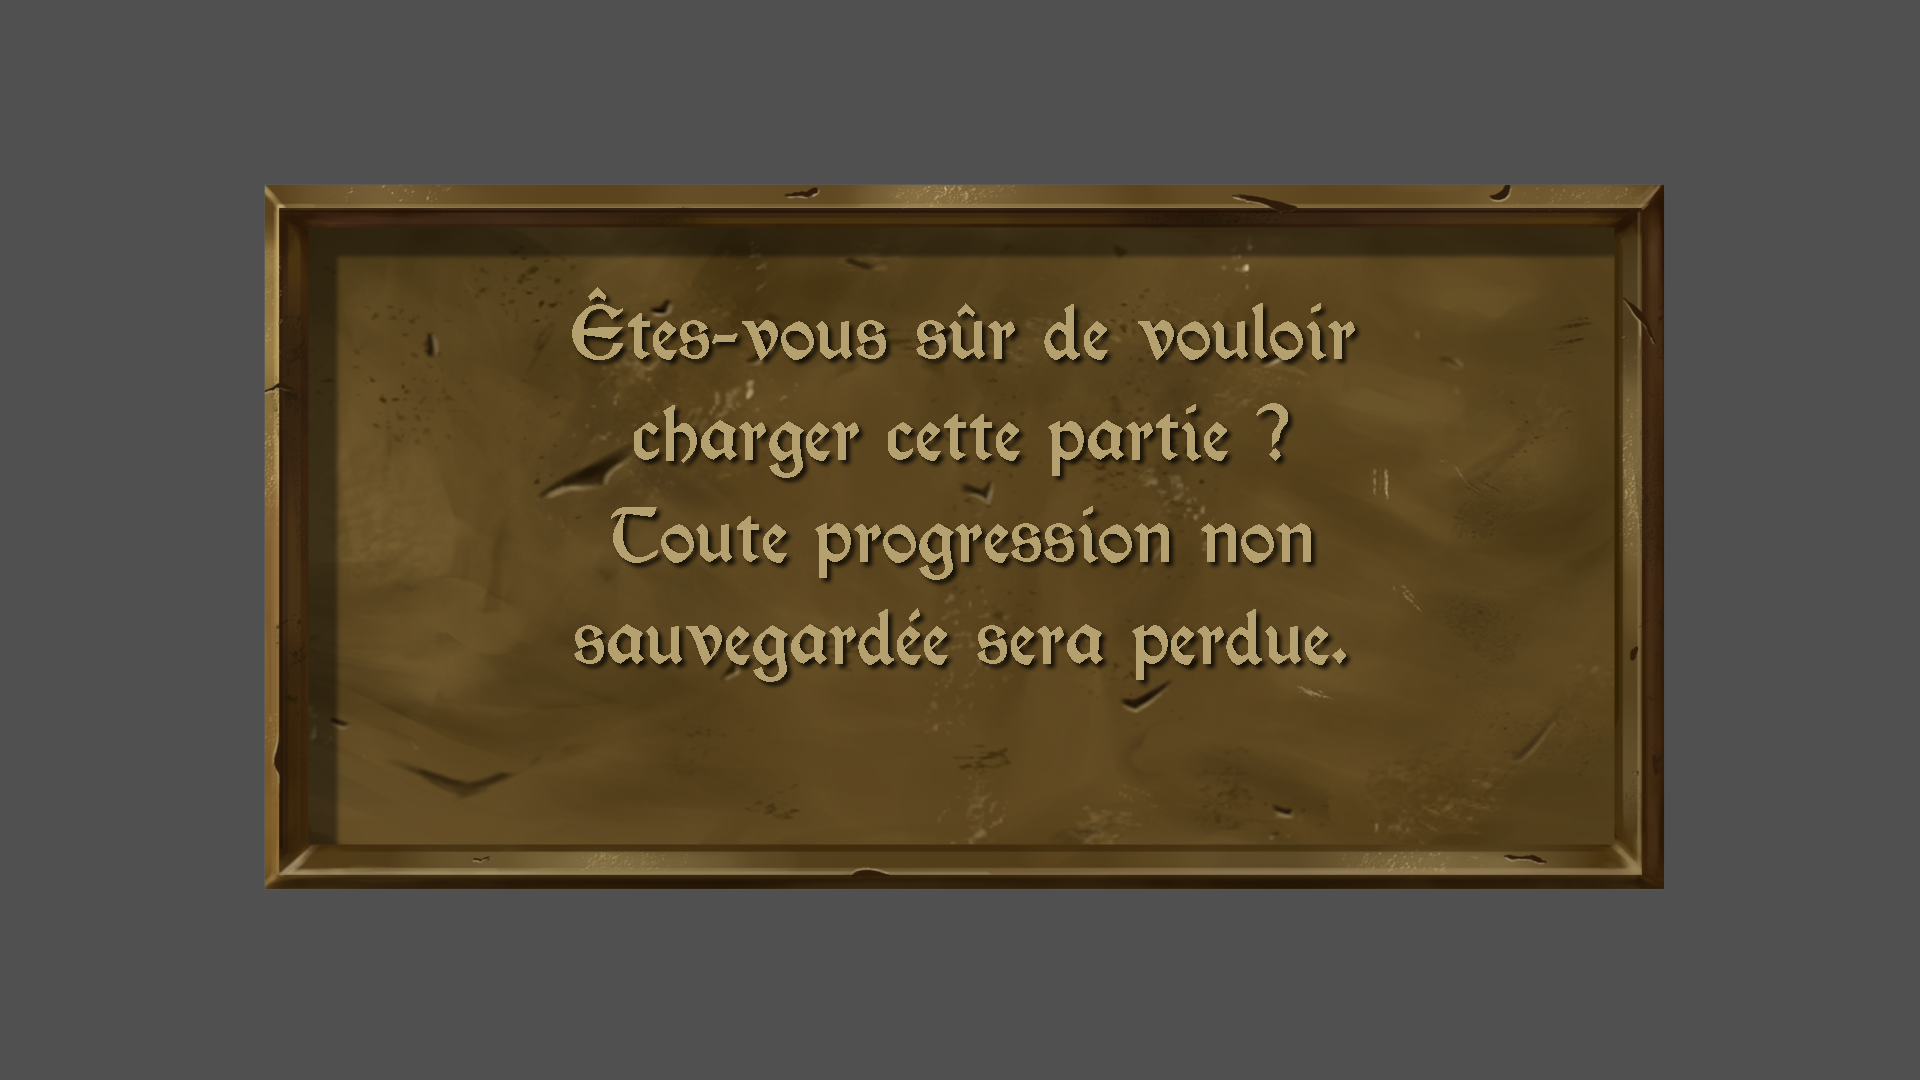 Êtes-vous sûr de vouloir
charger cette partie ?
Toute progression non
sauvegardée sera perdue.